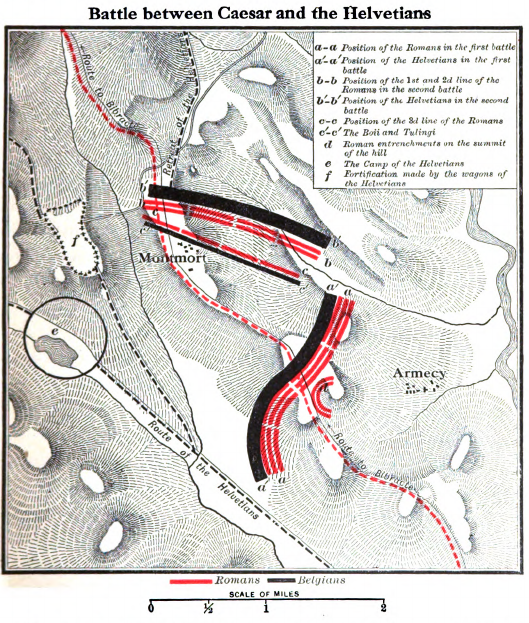 Battle between Caesar and the Helvetians
a-a Position of the Romans in the first battle
a'-a' Position of the Helvetians in the first
battle
b-b Position of the 1st and 2d line of the
Romans in the second battle
b'-b' Position of the Helvetians in the second
battle
c-c Position of the 3d line of the Romans
c'-c' The Boii and Tulingi
d Roman entrenchments on the summit
of the hill
e The Camp of the Helvetians
f Fortification made by the wagons of
the Helvetians
Route to Bibracte
Retreat of the
b'
b
c
c'
c
c'
f
Montmort
a' a
e
d
Armecy
Route of the Helvetians
Route to Bibracte
a' a
Romans Belgians
SCALE OF MILES
0 ½ 1 2